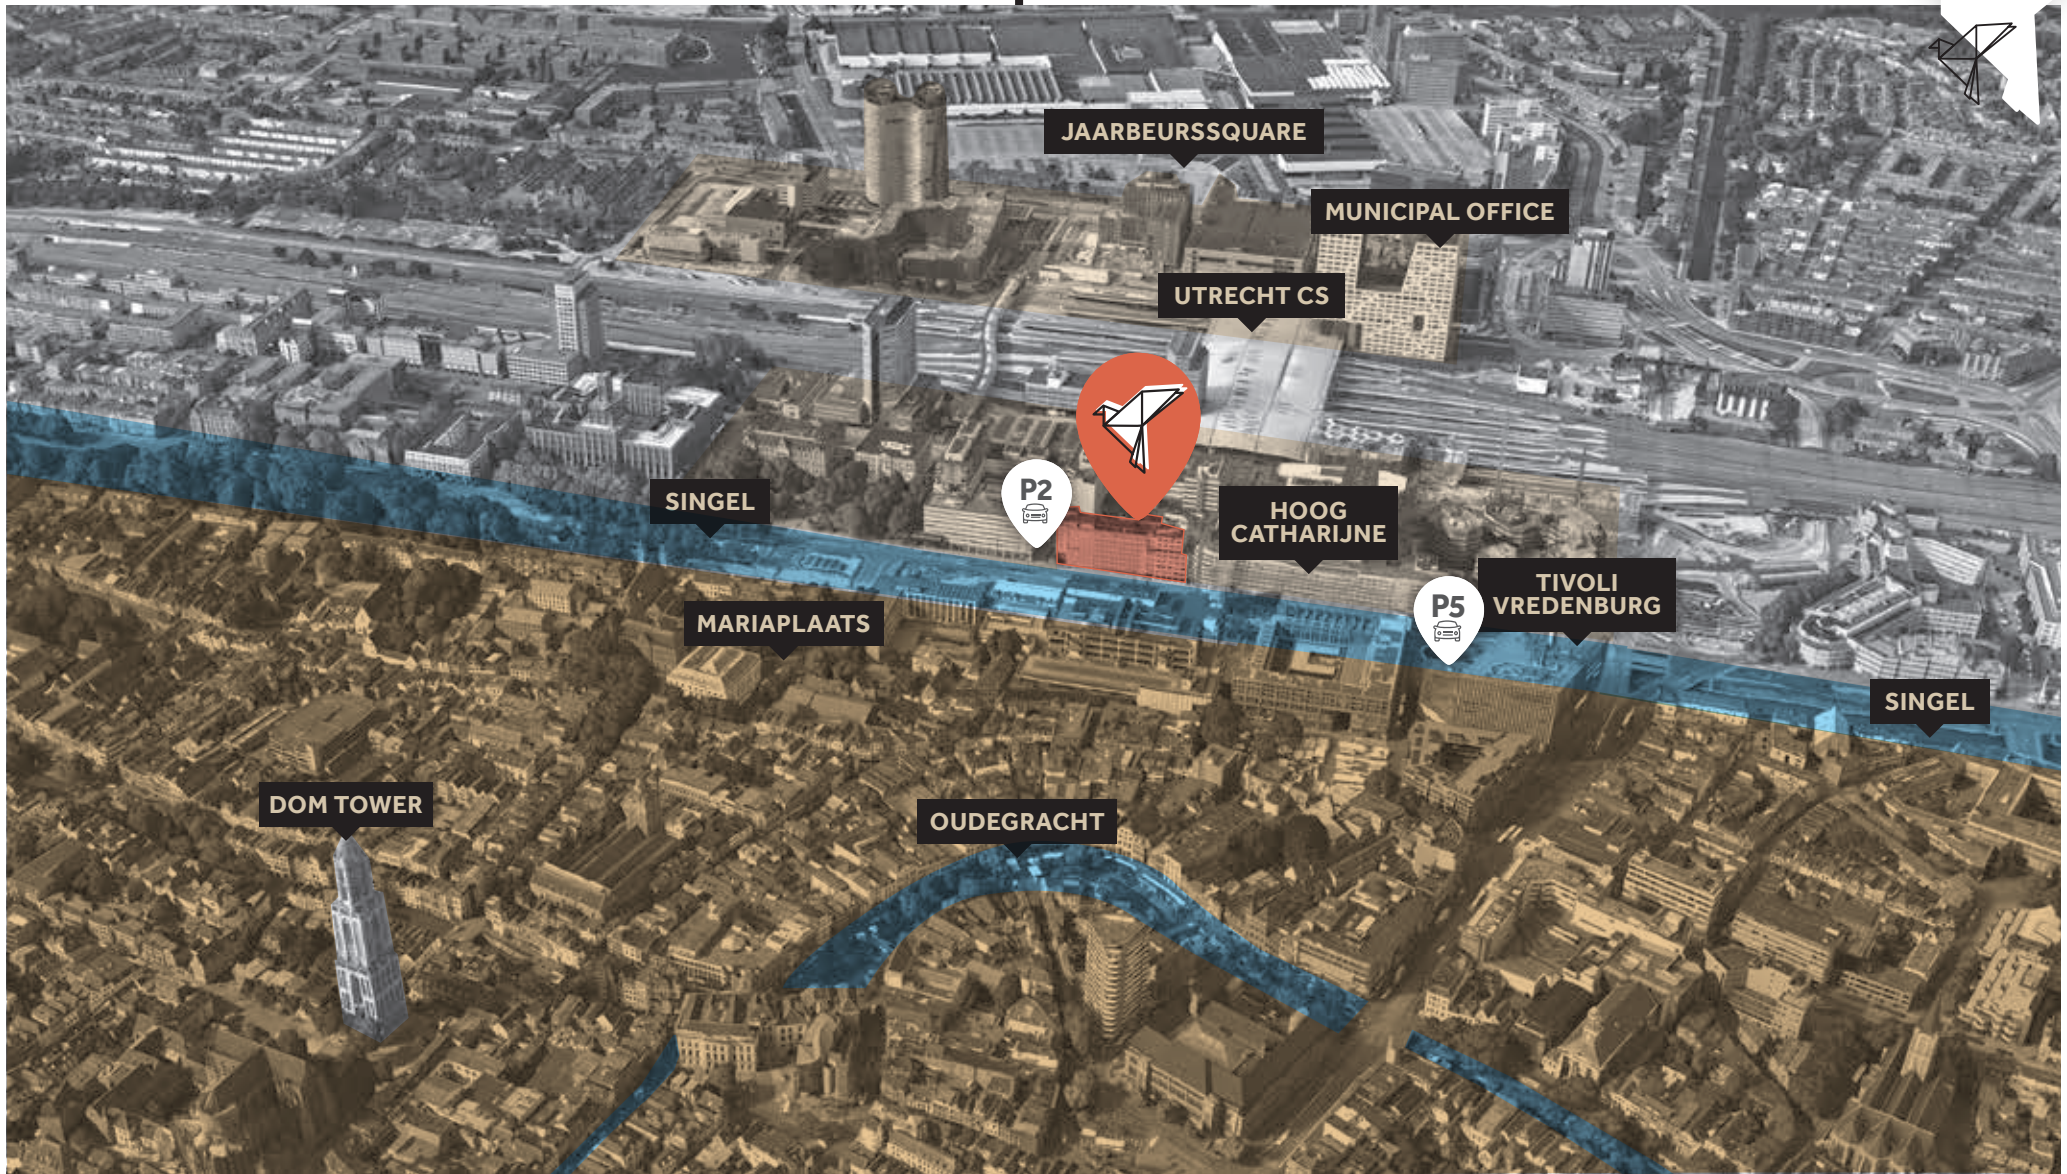 JAARBEURSSQUARE
MUNICIPAL OFFICE
UTRECHT CS
P2
SINGEL
HOOG
CATHARIJNE
P5
TIVOLI
VREDENBURG
MARIAPLAATS
SINGEL
DOM TOWER
OUDEGRACHT